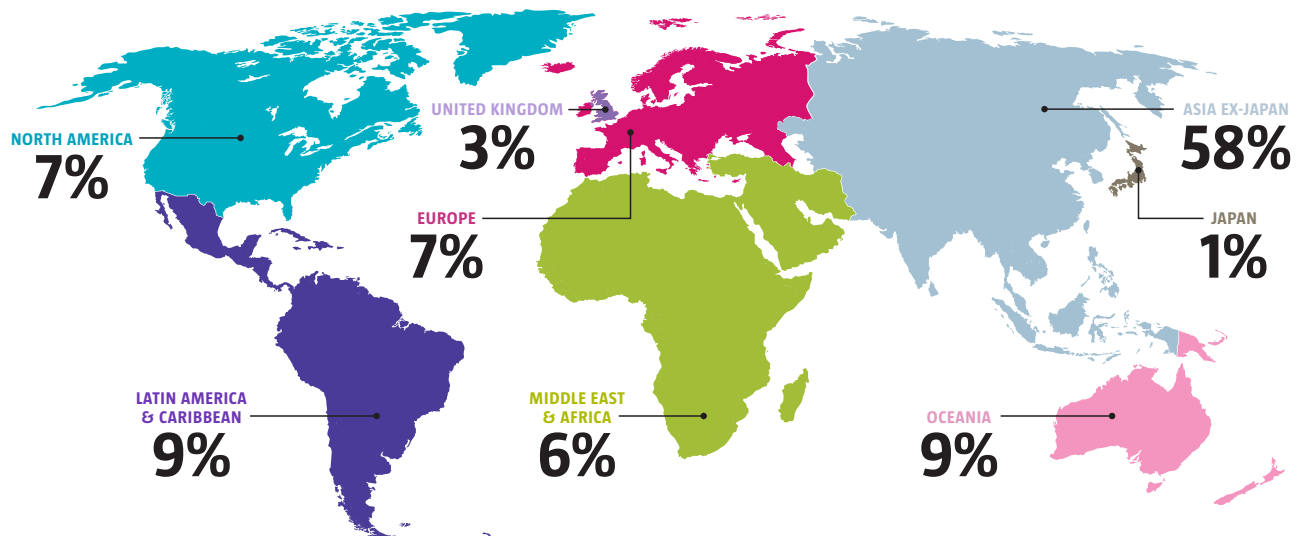 NORTH AMERICA
7%
UNITED KINGDOM
3%
EUROPE
7%
ASIA EX-JAPAN
58%
JAPAN
1%
LATIN AMERICA
& CARIBBEAN
9%
MIDDLE EAST
& AFRICA
6%
OCEANIA
9%